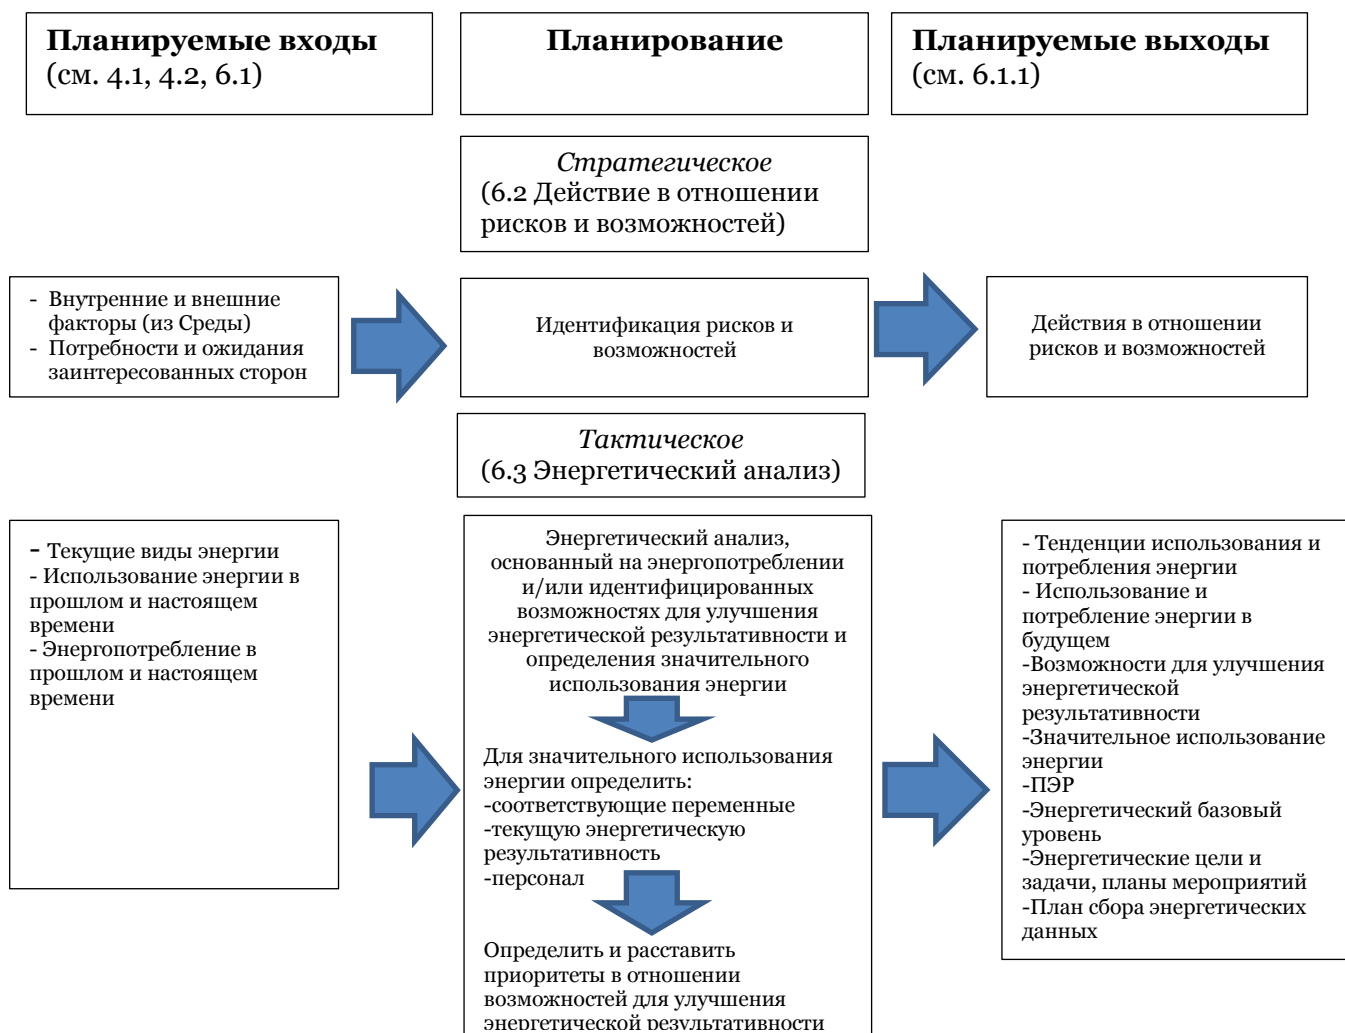 Планируемые входы
(см. 4.1, 4.2, 6.1)
Планирование
Планируемые выходы
(см. 6.1.1)
Стратегическое
(6.2 Действие в отношении
рисков и возможностей)
- Внутренние и внешние
факторы (из Среды)
- Потребности и ожидания
заинтересованных сторон
Идентификация рисков и
возможностей
Действия в отношении
рисков и возможностей
Тактическое
(6.3 Энергетический анализ)
- Текущие виды энергии
- Использование энергии в
прошлом и настоящем
времени
- Энергопотребление в
прошлом и настоящем
времени
Энергетический анализ,
основанный на энергопотреблении
и/или идентифицированных
возможностях для улучшения
энергетической результативности и
определения значительного
использования энергии
Для значительного использования
энергии определить:
-соответствующие переменные
-текущую энергетическую
результативность
-персонал
Определить и расставить
приоритеты в отношении
возможностей для улучшения
энергетической результативности
- Тенденции использования и
потребления энергии
- Использование и
потребление энергии в
будущем
-Возможности для улучшения
энергетической
результативности
-Значительное использование
энергии
-ПЭР
-Энергетический базовый
уровень
-Энергетические цели и
задачи, планы мероприятий
-План сбора энергетических
данных